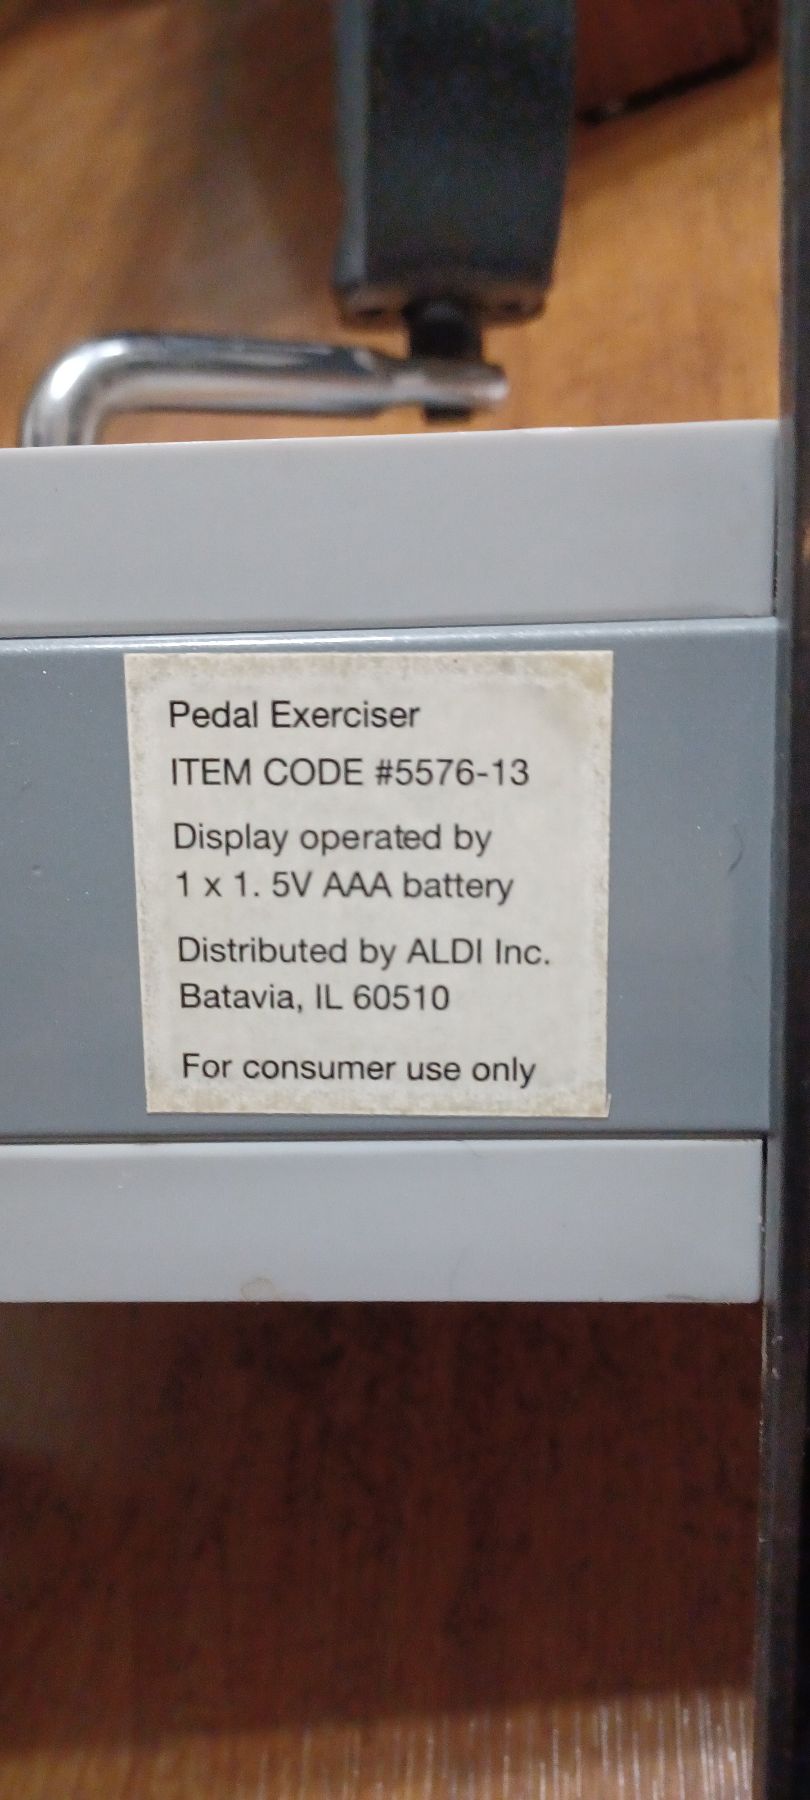 Pedal Exerciser
ITEM CODE #5576-13
Display operated by
1 x 1. 5V AAA battery
Distributed by ALDI Inc.
Batavia, IL 60510
For consumer use only